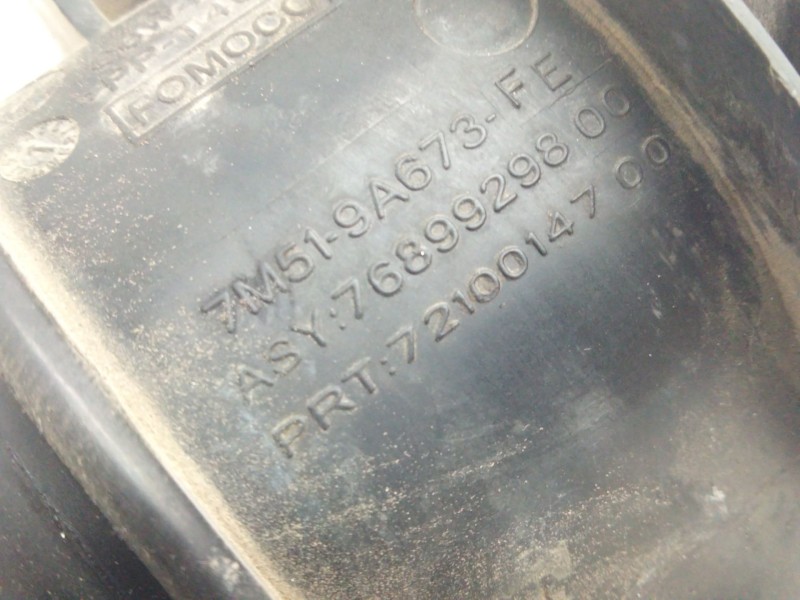 FOMOCO
7M51-9A673-FE
ASY:76899298 00
PRT:72100147 00